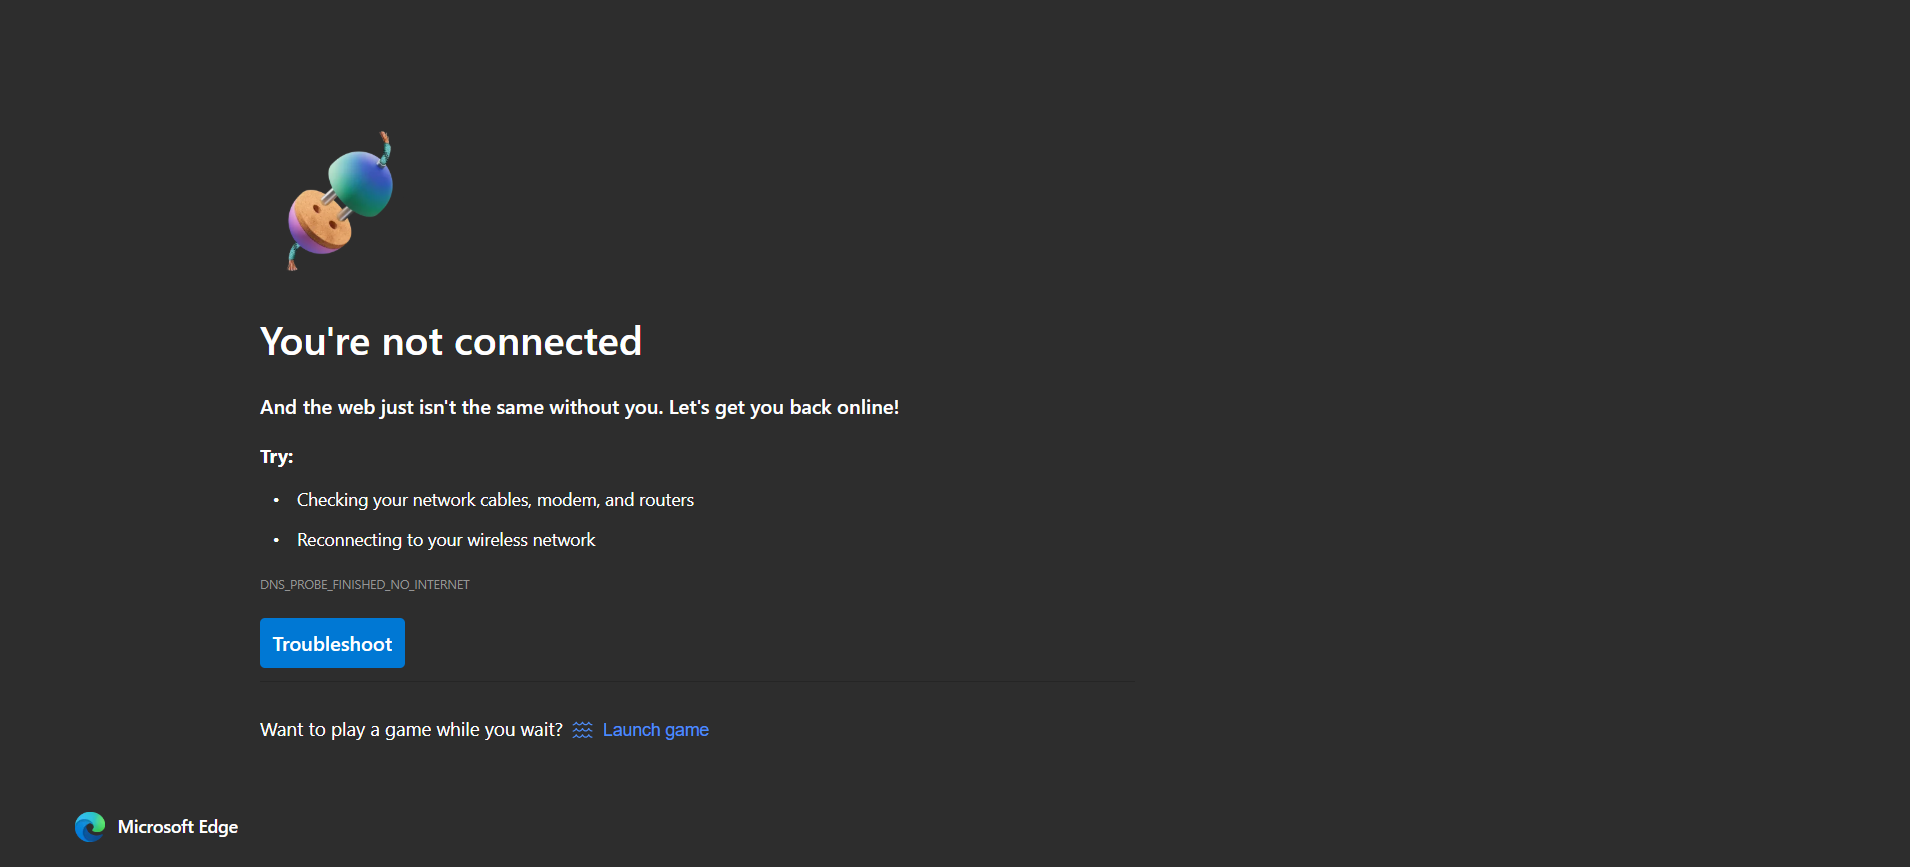 You're not connected
And the web just isn't the same without you. Let's get you back online!
Try:
• Checking your network cables, modem, and routers
• Reconnecting to your wireless network
DNS_PROBE_FINISHED_NO_INTERNET
Troubleshoot
Want to play a game while you wait? Launch game
Microsoft Edge